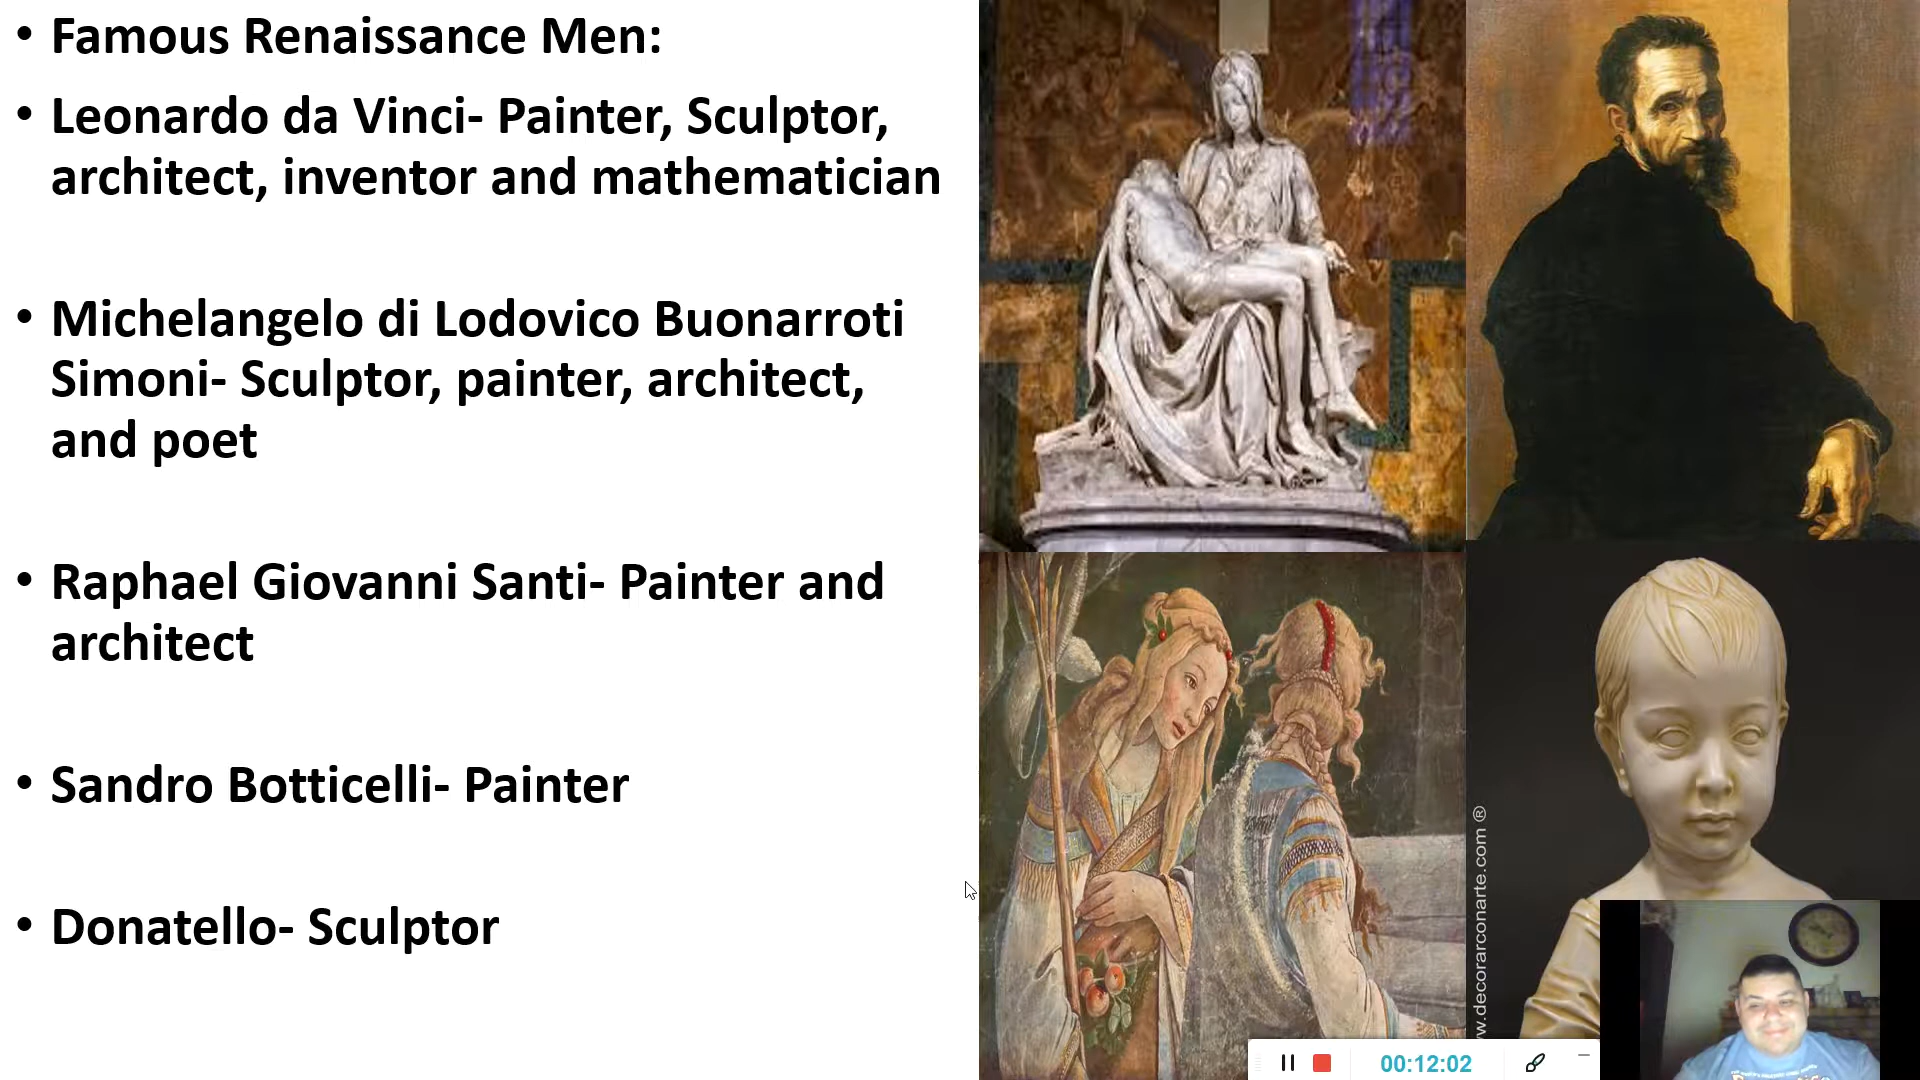 • Famous Renaissance Men:
• Leonardo da Vinci- Painter, Sculptor,
architect, inventor and mathematician
• Michelangelo di Lodovico Buonarroti
Simoni- Sculptor, painter, architect,
and poet
• Raphael Giovanni Santi- Painter and
architect
• Sandro Botticelli- Painter
• Donatello- Sculptor
w.decorarconarte.com ®
00:12:02